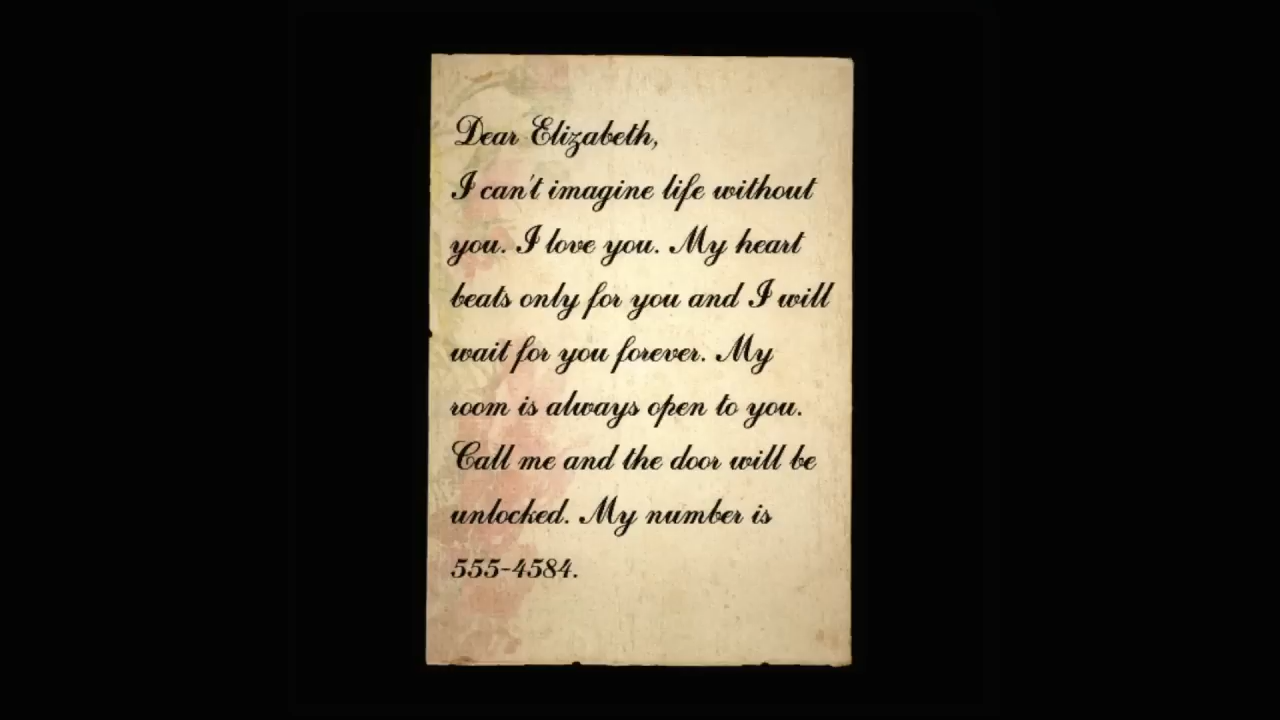 Dear Elizabeth,
I can't imagine life without
you. I love you. My heart
beats only for you and I will
wait for you forever. My
room is always open to you.
Call me and the door will be
unlocked. My number is
555-4584.